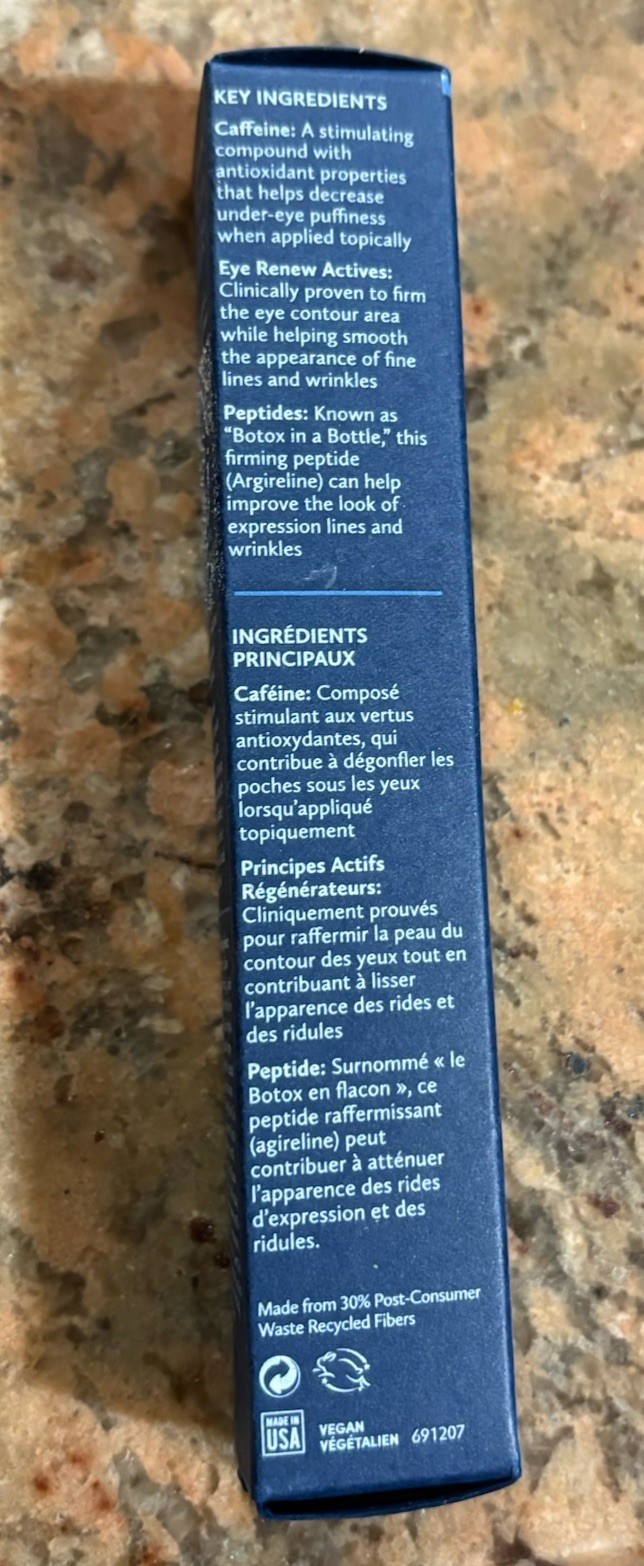 KEY INGREDIENTS
Caffeine: A stimulating
compound with
antioxidant properties
that helps decrease
under-eye puffiness
when applied topically
Eye Renew Actives:
Clinically proven to firm
the eye contour area
while helping smooth
the appearance of fine
lines and wrinkles
Peptides: Known as
“Botox in a Bottle,” this
firming peptide
(Argireline) can help
improve the look of
expression lines and
wrinkles
INGRÉDIENTS
PRINCIPAUX
Caféine: Composé
stimulant aux vertus
antioxydantes, qui
contribue à dégonfler les
poches sous les yeux
lorsqu'appliqué
topiquement
Principes Actifs
Régénérateurs:
Cliniquement prouvés
pour raffermir la peau du
contour des yeux tout en
contribuant à lisser
l'apparence des rides et
des ridules
Peptide: Surnommé « le
Botox en flacon », ce
peptide raffermissant
(agireline) peut
contribuer à atténuer
l'apparence des rides
d'expression et des
ridules.
Made from 30% Post-Consumer
Waste Recycled Fibers
MADE IN
USA
VEGAN
VÉGÉTALIEN 691207